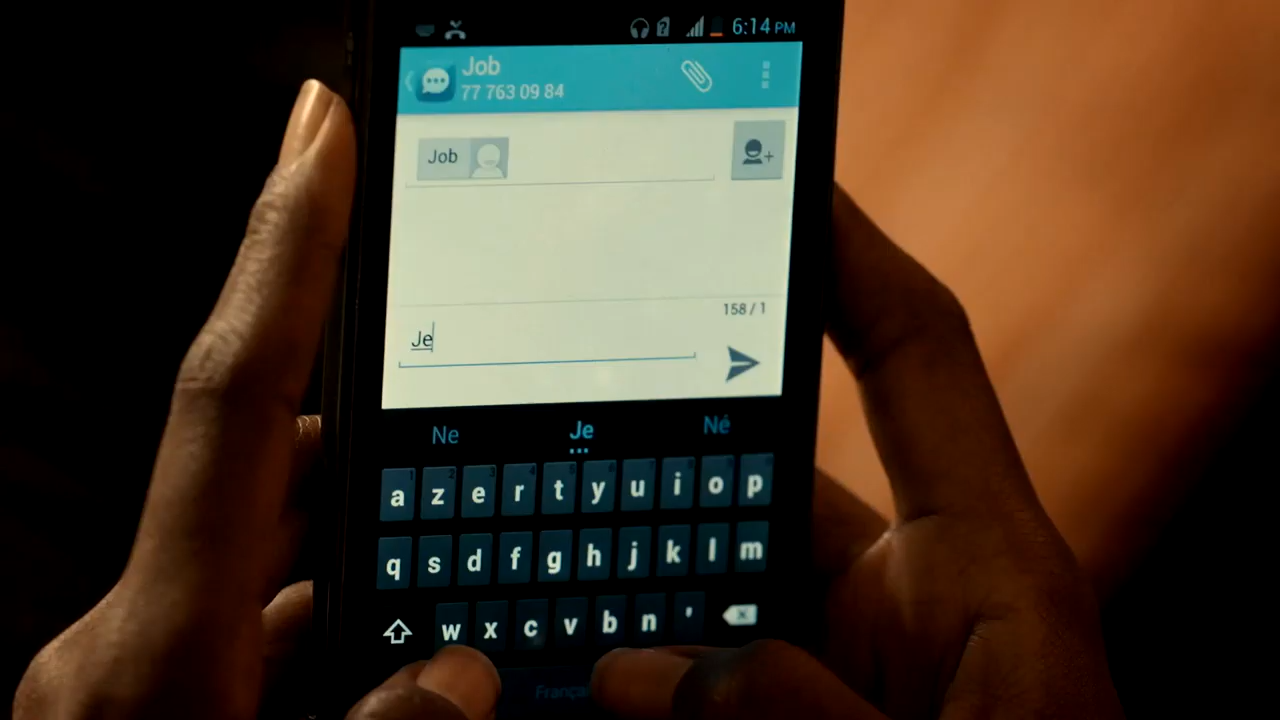 6:14 PM
Job
77 763 09 84
Job
158 / 1
Je
Ne Je Né
a z e r t y u i o p
q s d f g h j k l m
w x c v b n '